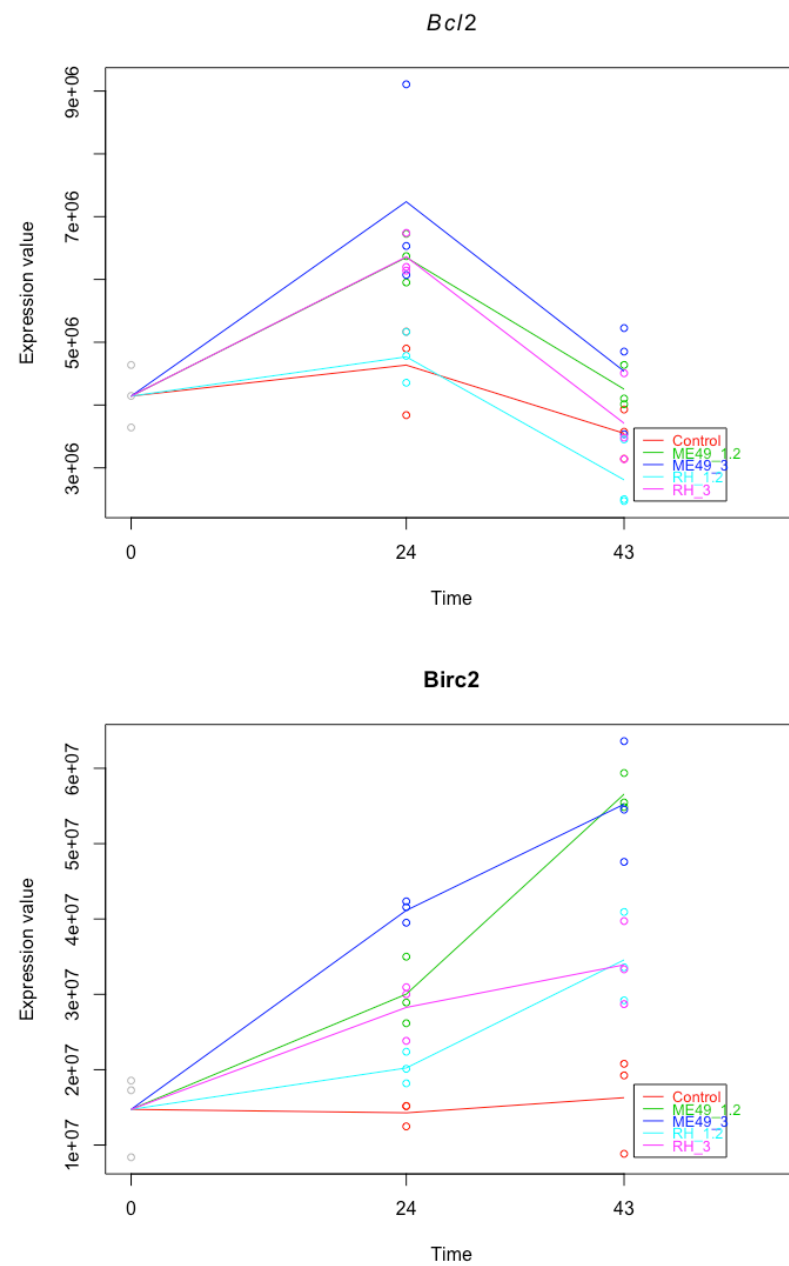 Bcl2
Expression value
9e+06
7e+06
5e+06
3e+06
Control
ME49_1.2
ME49_3
RH_1.2
RH_3
0 24 43
Time
Birc2
Expression value
6e+07
5e+07
4e+07
3e+07
2e+07
1e+07
Control
ME49_1.2
ME49_3
RH_1.2
RH_3
0 24 43
Time